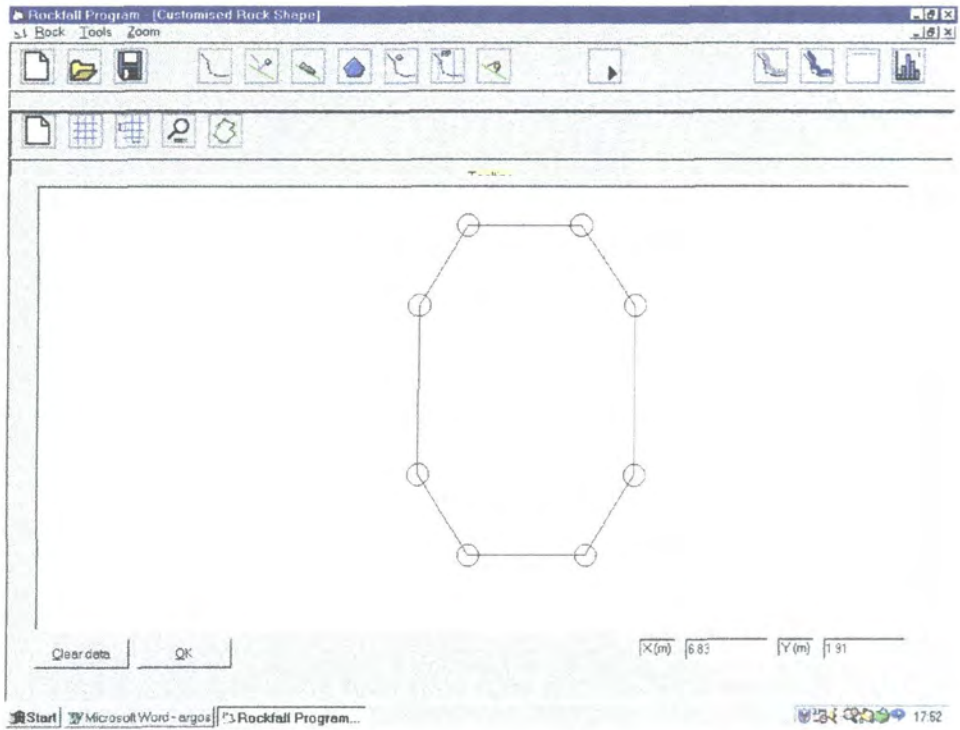 Rockfall Program - [Customised Rock Shape]
Rock Tools Zoom
Clear data OK X (m) 6.83 Y (m) 1.91
Start Microsoft Word - argos Rockfall Program... 17:52